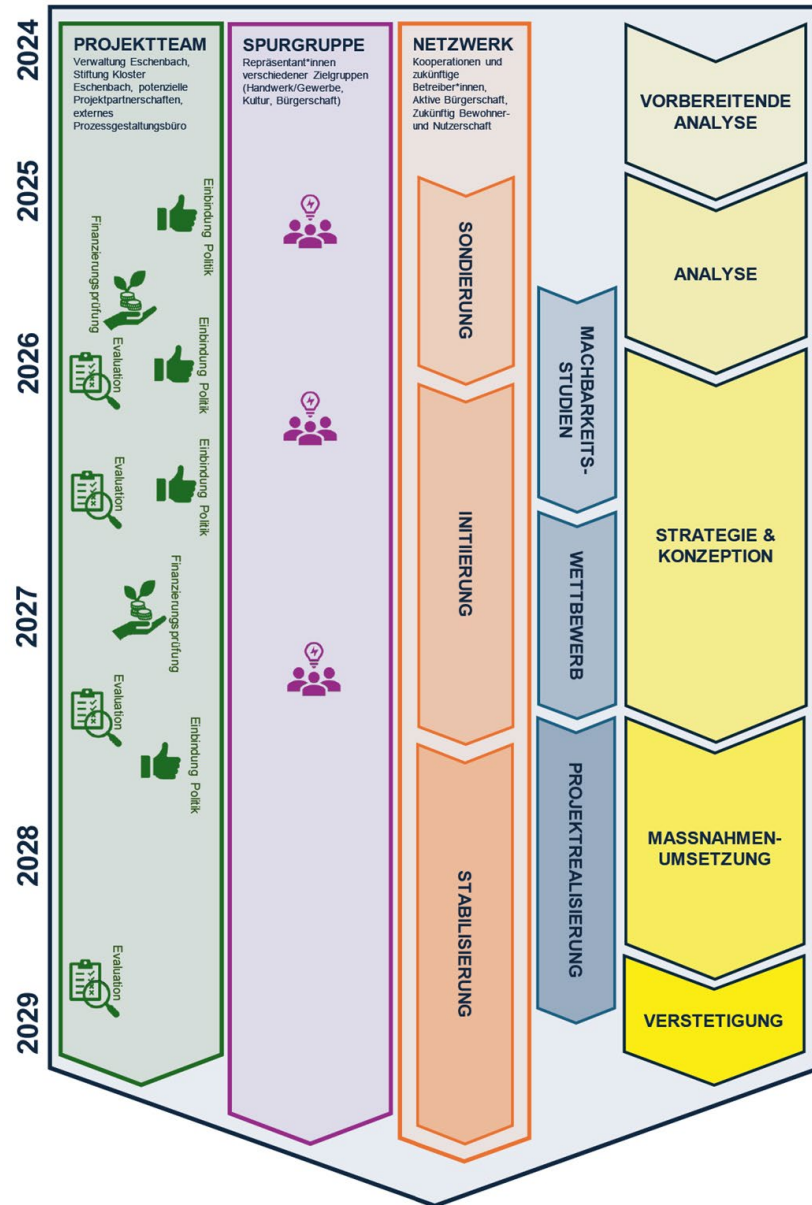 2024
2025
2026
2027
2028
2029
PROJEKTTEAM
Verwaltung Eschenbach,
Stiftung Kloster
Eschenbach, potenzielle
Projektpartnerschaften,
externes
Prozessgestaltungsbüro
Einbindung Politik
Finanzierungsprüfung
Evaluation
Einbindung Politik
Evaluation
Einbindung Politik
Finanzierungsprüfung
Evaluation
Einbindung Politik
Evaluation
SPURGRUPPE
Repräsentant*innen
verschiedener Zielgruppen
(Handwerk/Gewerbe,
Kultur, Bürgerschaft)
NETZWERK
Kooperationen und
zukünftige
Betreiber*innen,
Aktive Bürgerschaft,
Zukünftig Bewohner-
und Nutzerschaft
SONDIERUNG
INITIIERUNG
STABILISIERUNG
MACHBARKEITS-
STUDIEN
WETTBEWERB
PROJEKTREALISIERUNG
VORBEREITENDE
ANALYSE
ANALYSE
STRATEGIE &
KONZEPTION
MASSNAHMEN-
UMSETZUNG
VERSTETIGUNG